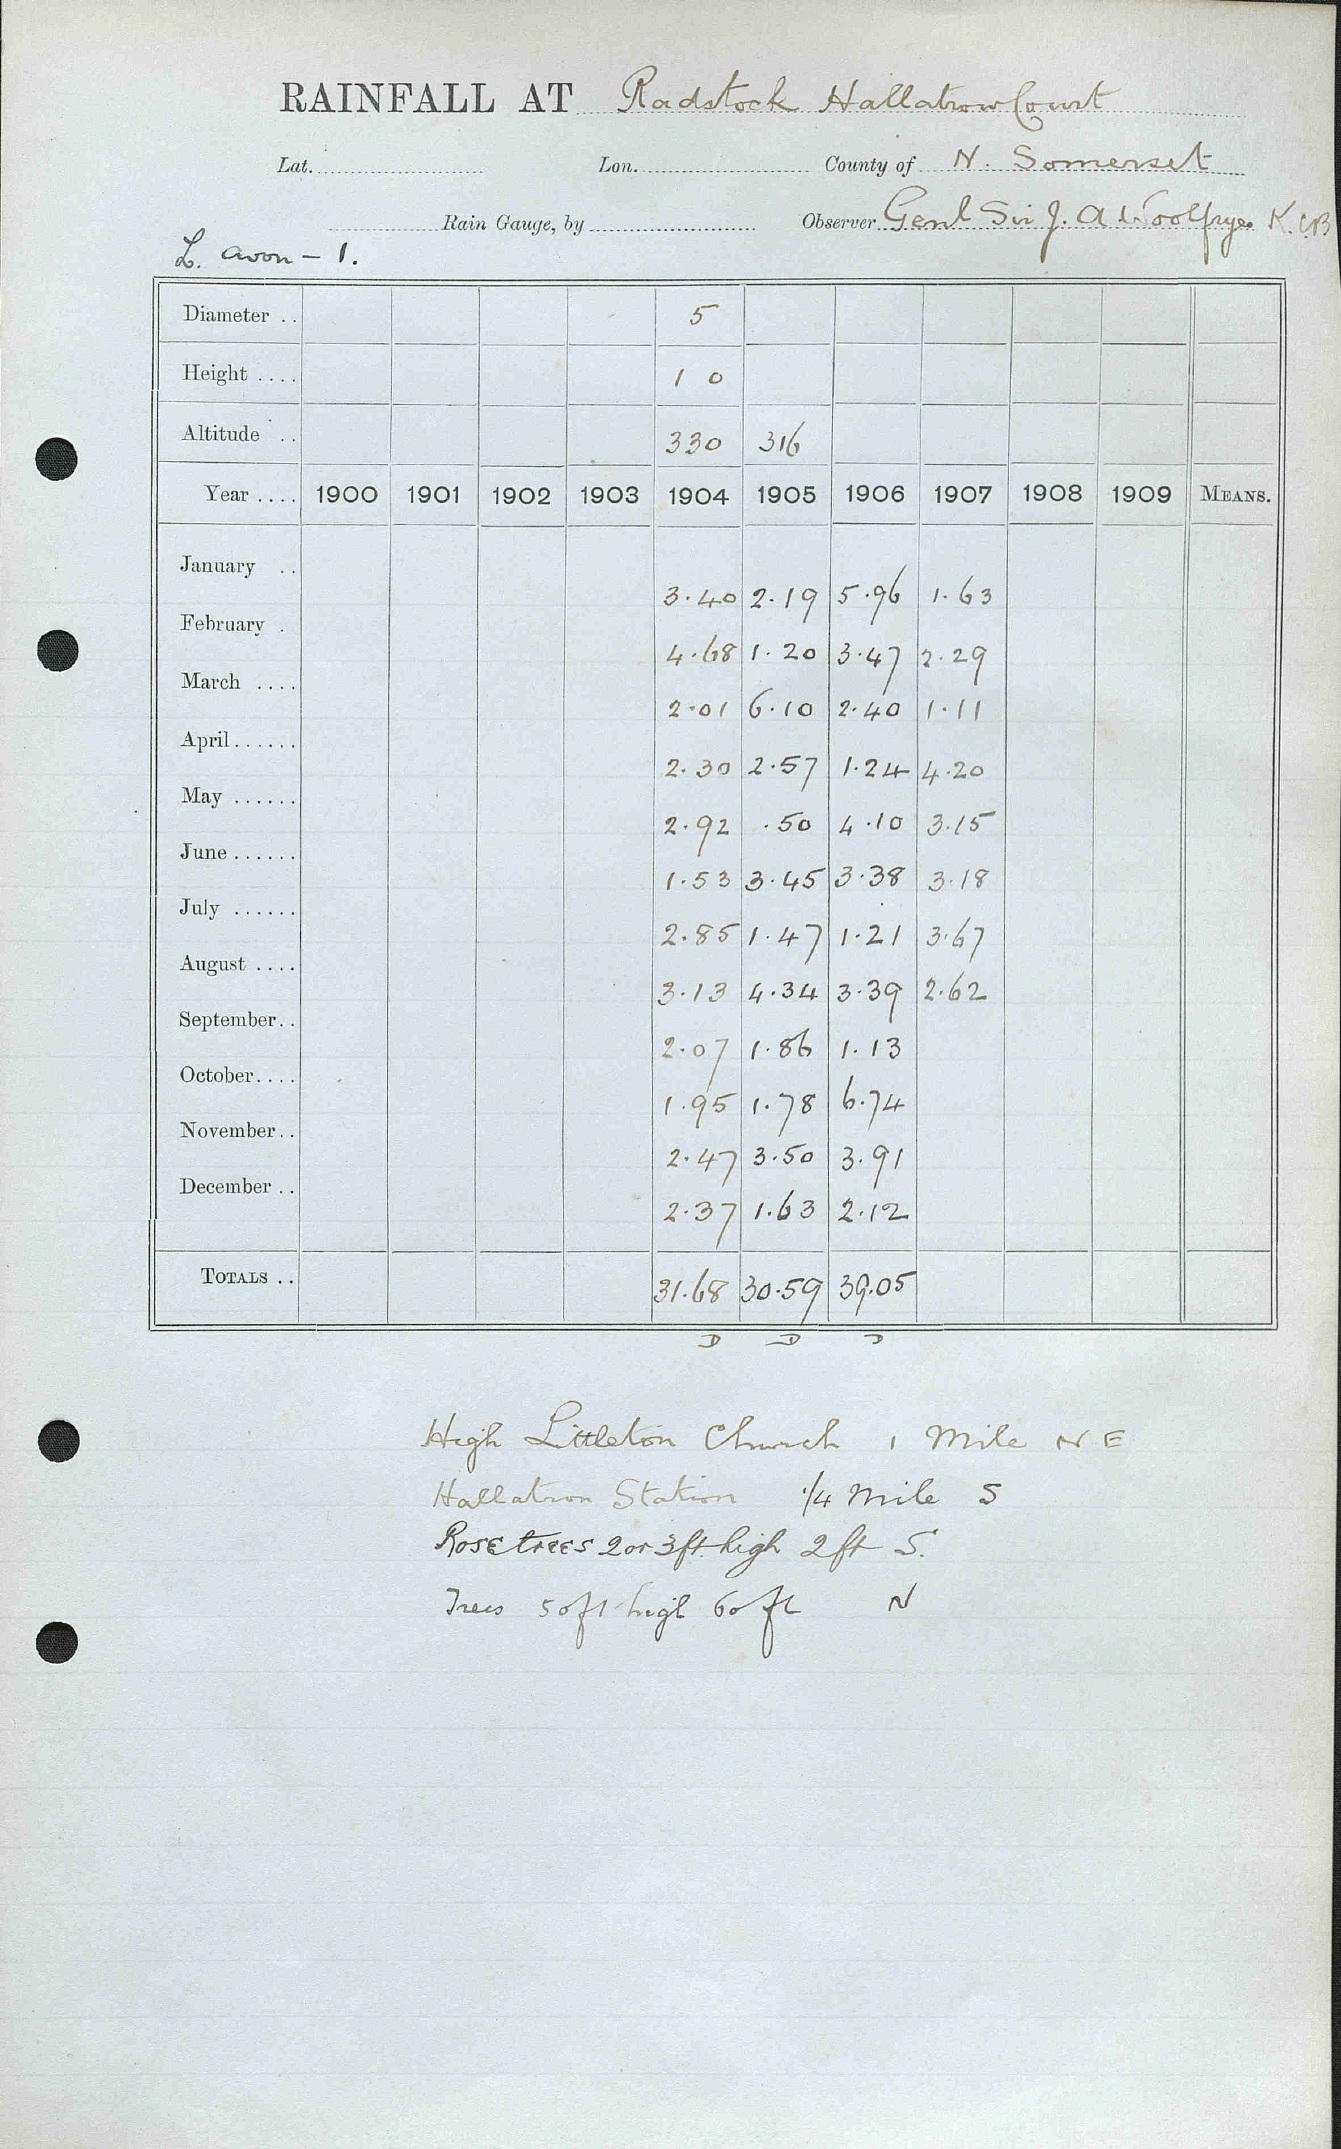 RAINFALL AT Radstock Hallatrow Court
Lat. Lon. County of N. Somerset
Rain Gauge, by Observer Genl Sir J. A Woolfryes K.C.B
L. Avon - 1.
Diameter .. 5
Height .... 1 0
Altitude .. 330 316
Year .... 1900 1901 1902 1903 1904 1905 1906 1907 1908 1909 MEANS.
January .. 3.40 2.19 5.96 1.63
February . 4.68 1.20 3.47 2.29
March .... 2.01 6.10 2.40 1.11
April...... 2.30 2.57 1.24 4.20
May ...... 2.92 .50 4.10 3.15
June...... 1.53 3.45 3.38 3.18
July ...... 2.85 1.47 1.21 3.67
August .... 3.13 4.34 3.39 2.62
September.. 2.07 1.86 1.13
October.... 1.95 1.78 6.74
November.. 2.47 3.50 3.91
December .. 2.37 1.63 2.12
TOTALS .. 31.68 30.59 39.05
D D D
High Littleton Church 1 Mile N E
Hallatrow Station 1/4 Mile S
Rose trees 2 or 3 ft. high 2 ft S.
Trees 50 ft high 60 ft N